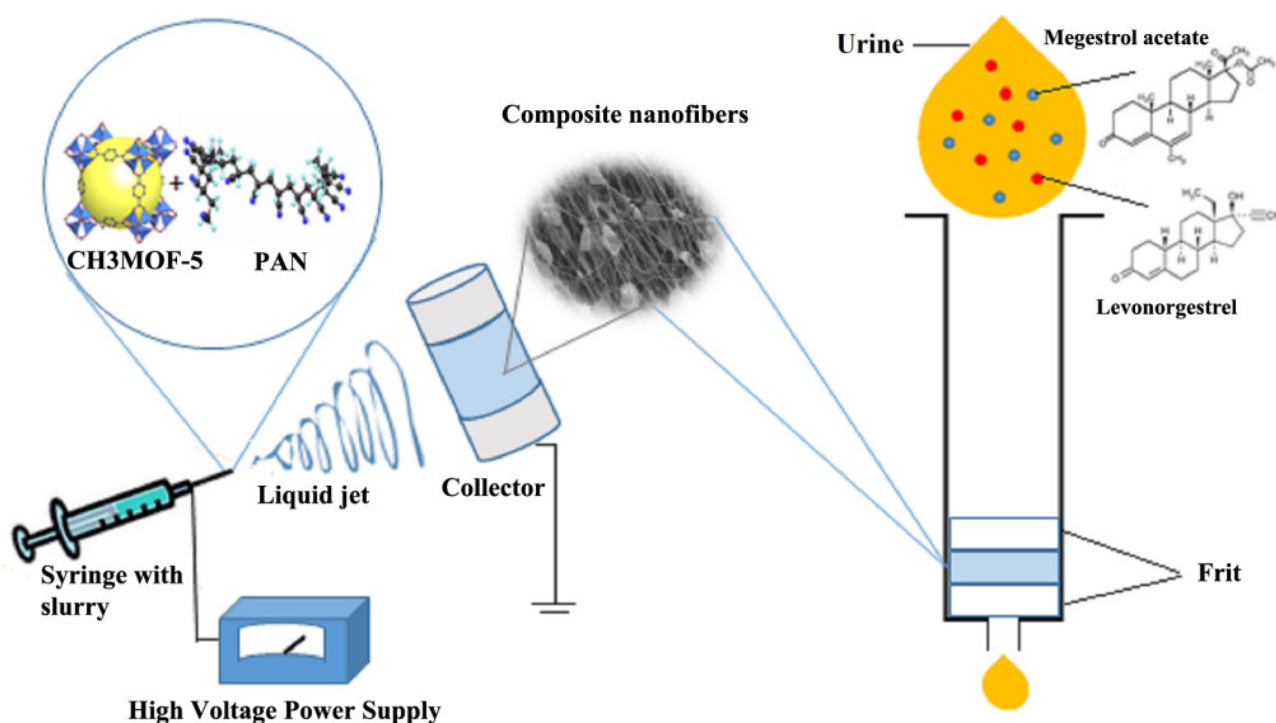 Urine
Megestrol acetate
Composite nanofibers
CH3MOF-5
PAN
Levonorgestrel
Liquid jet
Collector
Syringe with
slurry
Frit
High Voltage Power Supply